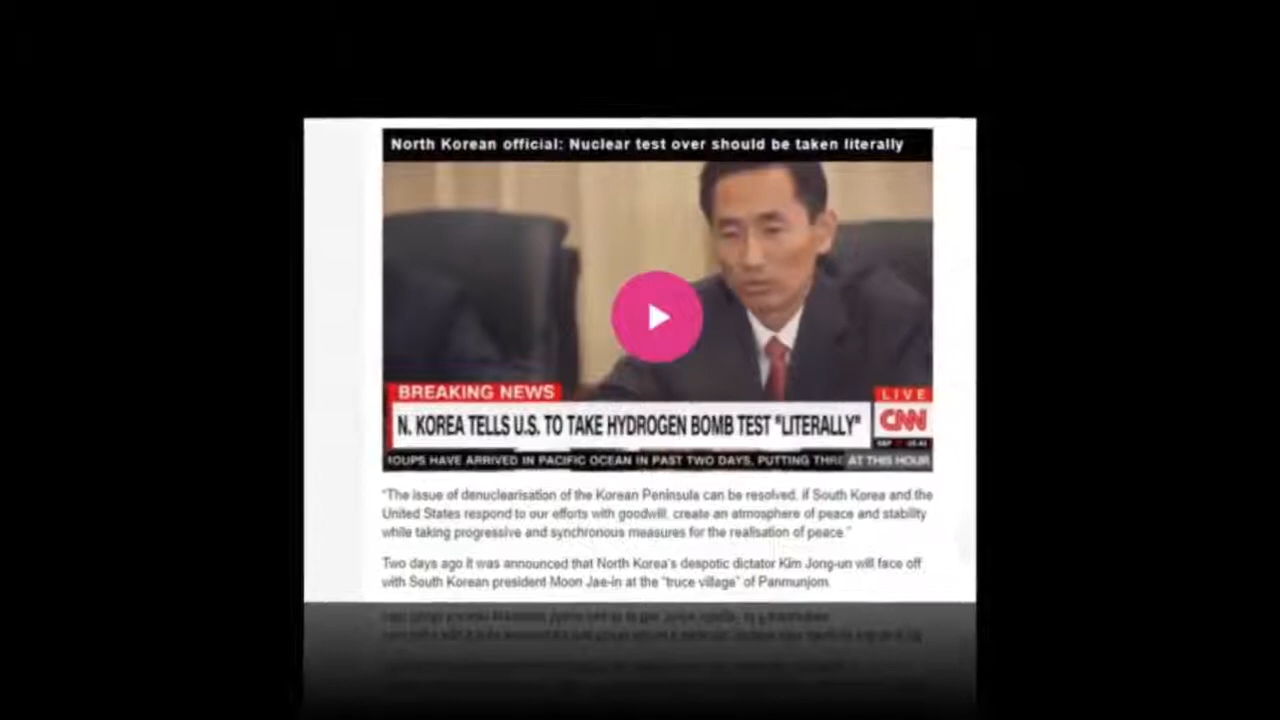 North Korean official: Nuclear test over should be taken literally
BREAKING NEWS
LIVE
N. KOREA TELLS U.S. TO TAKE HYDROGEN BOMB TEST "LITERALLY"
CNN
OUPS HAVE ARRIVED IN PACIFIC OCEAN IN PAST TWO DAYS, PUTTING THRE AT THIS HOUR
"The issue of denuclearisation of the Korean Peninsula can be resolved, if South Korea and the
United States respond to our efforts with goodwill, create an atmosphere of peace and stability
while taking progressive and synchronous measures for the realisation of peace."
Two days ago it was announced that North Korea's despotic dictator Kim Jong-un will face off
with South Korean president Moon Jae-in at the "truce village" of Panmunjom.